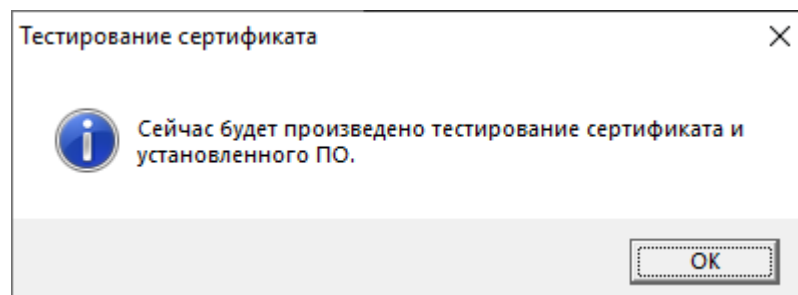 Тестирование сертификата
Сейчас будет произведено тестирование сертификата и
установленного ПО.
OK